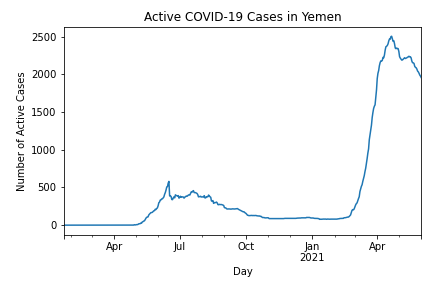 Active COVID-19 Cases in Yemen
2500
2000
1500
1000
500
0
Number of Active Cases
Apr Jul Oct Jan Apr
2021
Day